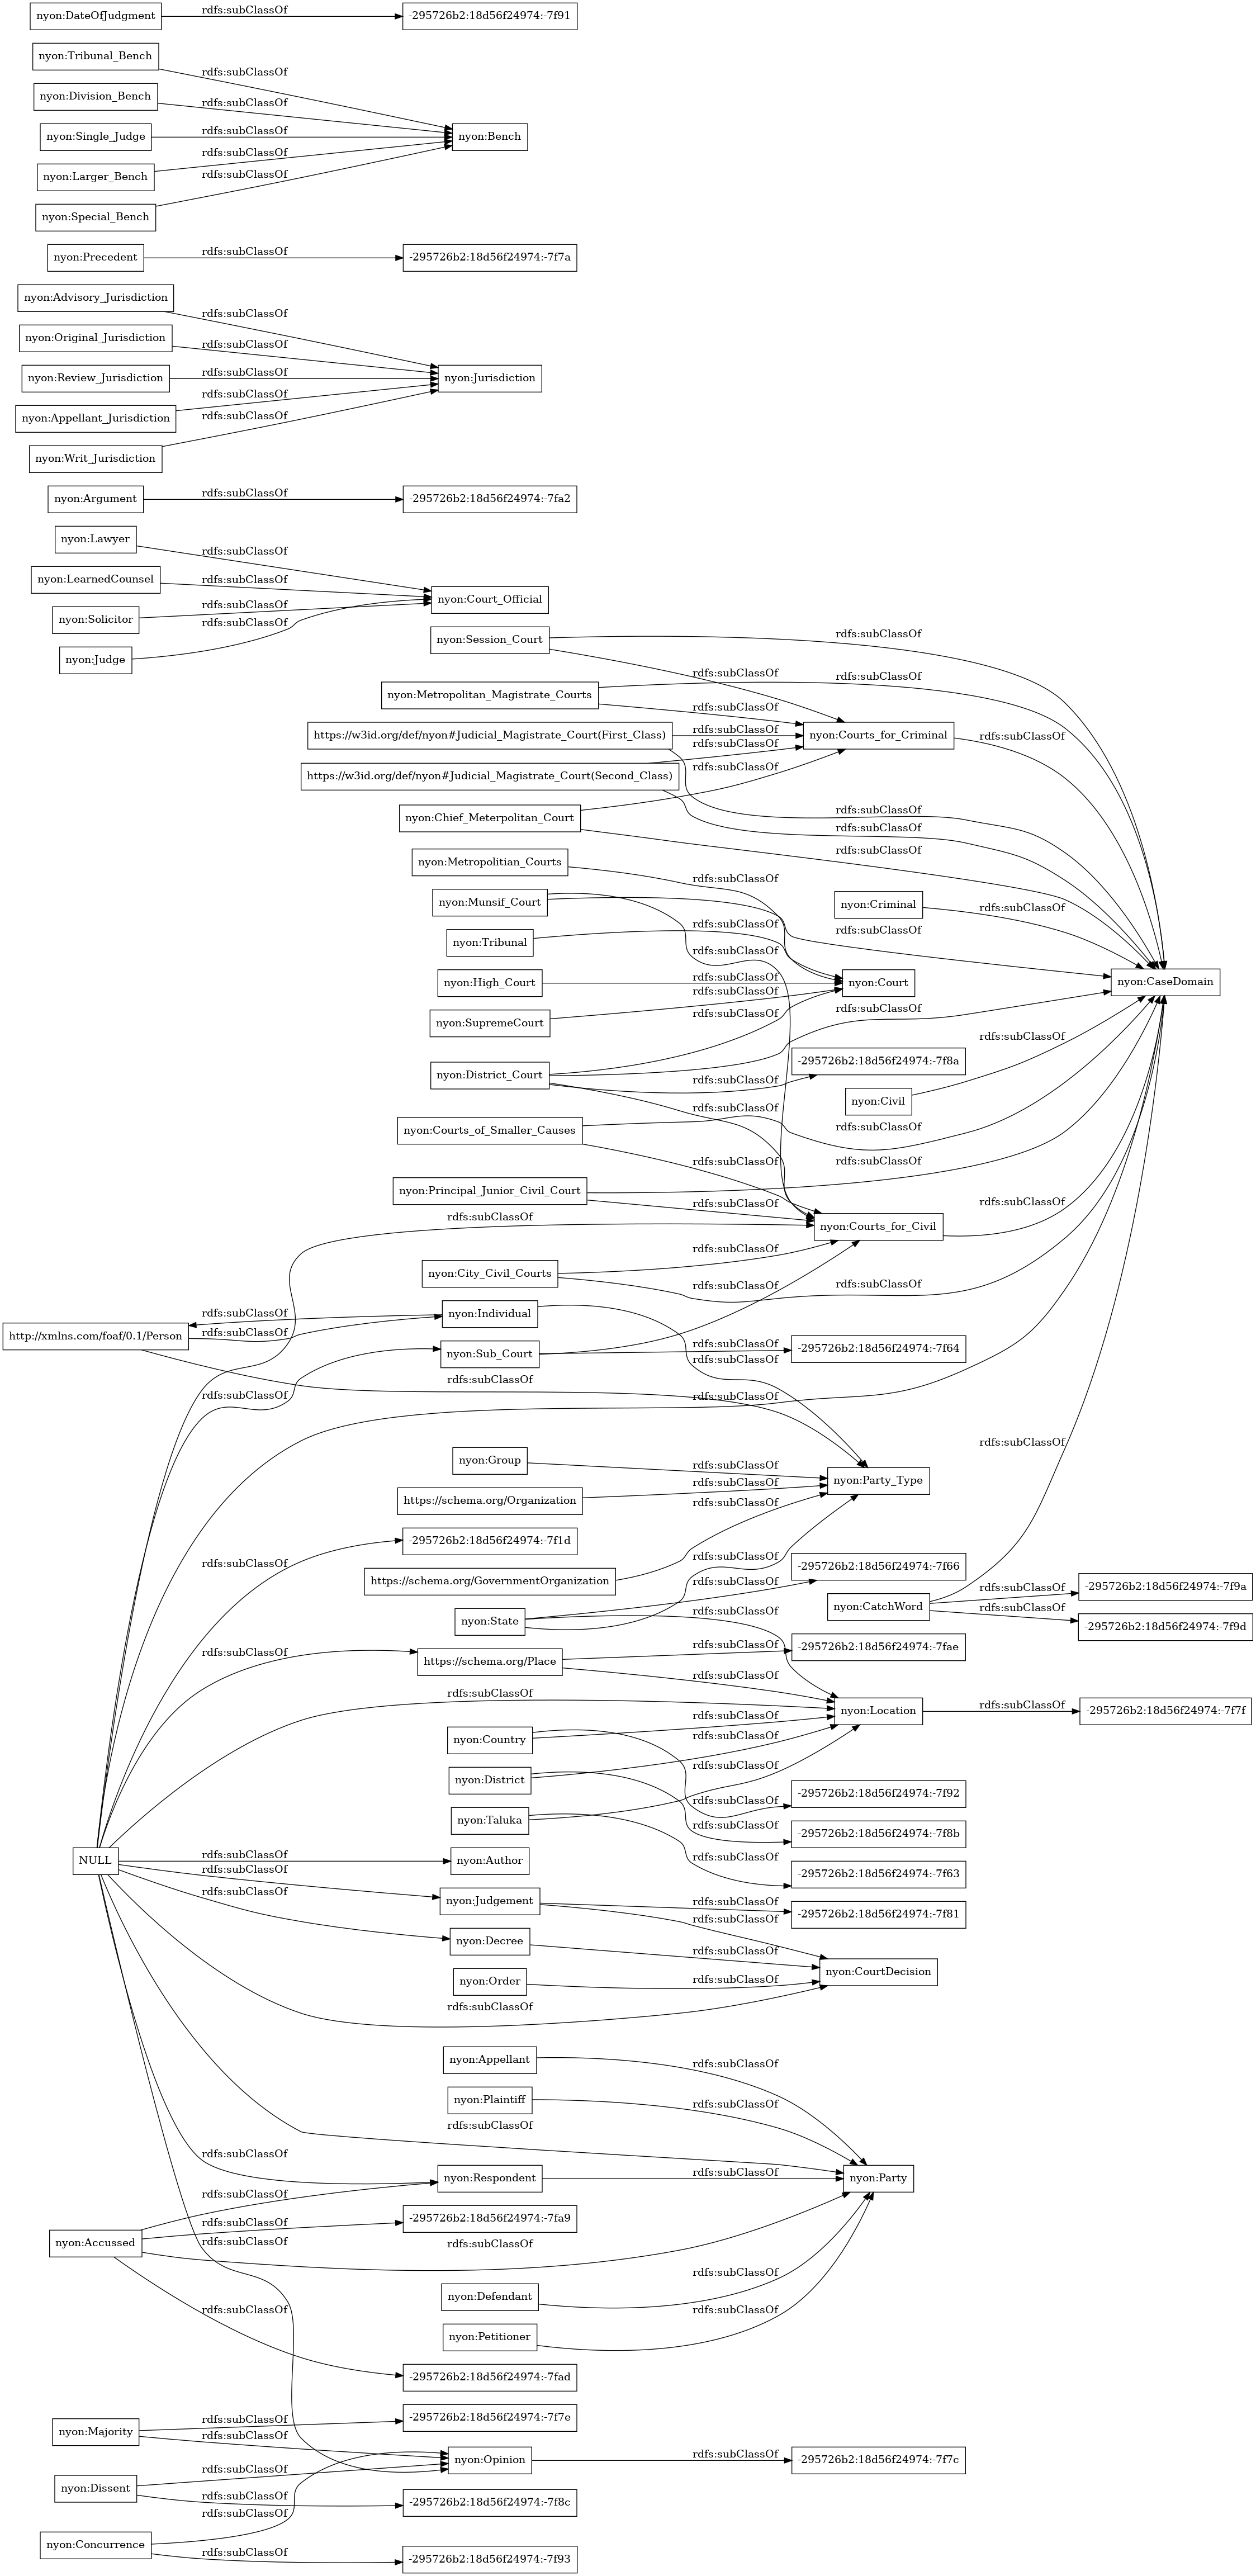 nyon:DateOfJudgment
rdfs:subClassOf
-295726b2:18d56f24974:-7f91
nyon:Tribunal_Bench
rdfs:subClassOf
nyon:Division_Bench
rdfs:subClassOf
nyon:Single_Judge
rdfs:subClassOf
nyon:Bench
nyon:Larger_Bench
rdfs:subClassOf
nyon:Special_Bench
rdfs:subClassOf
nyon:Precedent
rdfs:subClassOf
-295726b2:18d56f24974:-7f7a
nyon:Advisory_Jurisdiction
rdfs:subClassOf
nyon:Original_Jurisdiction
rdfs:subClassOf
nyon:Review_Jurisdiction
rdfs:subClassOf
nyon:Jurisdiction
nyon:Appellant_Jurisdiction
rdfs:subClassOf
nyon:Writ_Jurisdiction
rdfs:subClassOf
nyon:Argument
rdfs:subClassOf
-295726b2:18d56f24974:-7fa2
nyon:Lawyer
rdfs:subClassOf
nyon:LearnedCounsel
rdfs:subClassOf
nyon:Court_Official
nyon:Solicitor
rdfs:subClassOf
nyon:Judge
rdfs:subClassOf
nyon:Session_Court
rdfs:subClassOf
rdfs:subClassOf
nyon:Metropolitan_Magistrate_Courts
rdfs:subClassOf
rdfs:subClassOf
https://w3id.org/def/nyon#Judicial_Magistrate_Court(First_Class)
rdfs:subClassOf
nyon:Courts_for_Criminal
rdfs:subClassOf
https://w3id.org/def/nyon#Judicial_Magistrate_Court(Second_Class)
rdfs:subClassOf
rdfs:subClassOf
nyon:Chief_Meterpolitan_Court
rdfs:subClassOf
rdfs:subClassOf
rdfs:subClassOf
nyon:Metropolitian_Courts
rdfs:subClassOf
nyon:Munsif_Court
nyon:Criminal
rdfs:subClassOf
rdfs:subClassOf
rdfs:subClassOf
nyon:Tribunal
rdfs:subClassOf
nyon:High_Court
rdfs:subClassOf
nyon:Court
nyon:CaseDomain
rdfs:subClassOf
nyon:SupremeCourt
rdfs:subClassOf
rdfs:subClassOf
rdfs:subClassOf
nyon:District_Court
rdfs:subClassOf
-295726b2:18d56f24974:-7f8a
nyon:Civil
rdfs:subClassOf
nyon:Courts_of_Smaller_Causes
rdfs:subClassOf
rdfs:subClassOf
rdfs:subClassOf
nyon:Principal_Junior_Civil_Court
rdfs:subClassOf
rdfs:subClassOf
rdfs:subClassOf
nyon:Courts_for_Civil
nyon:City_Civil_Courts
rdfs:subClassOf
rdfs:subClassOf
rdfs:subClassOf
rdfs:subClassOf
nyon:Individual
http://xmlns.com/foaf/0.1/Person
rdfs:subClassOf
nyon:Sub_Court
rdfs:subClassOf
-295726b2:18d56f24974:-7f64
rdfs:subClassOf
rdfs:subClassOf
rdfs:subClassOf
rdfs:subClassOf
nyon:Group
rdfs:subClassOf
nyon:Party_Type
rdfs:subClassOf
https://schema.org/Organization
rdfs:subClassOf
rdfs:subClassOf
-295726b2:18d56f24974:-7f1d
rdfs:subClassOf
https://schema.org/GovernmentOrganization
rdfs:subClassOf
-295726b2:18d56f24974:-7f66
rdfs:subClassOf
nyon:CatchWord
rdfs:subClassOf
-295726b2:18d56f24974:-7f9a
nyon:State
rdfs:subClassOf
rdfs:subClassOf
-295726b2:18d56f24974:-7f9d
rdfs:subClassOf
https://schema.org/Place
rdfs:subClassOf
-295726b2:18d56f24974:-7fae
rdfs:subClassOf
rdfs:subClassOf
nyon:Location
rdfs:subClassOf
-295726b2:18d56f24974:-7f7f
nyon:Country
rdfs:subClassOf
rdfs:subClassOf
nyon:District
rdfs:subClassOf
rdfs:subClassOf
-295726b2:18d56f24974:-7f92
nyon:Taluka
rdfs:subClassOf
-295726b2:18d56f24974:-7f8b
NULL
rdfs:subClassOf
nyon:Author
rdfs:subClassOf
-295726b2:18d56f24974:-7f63
rdfs:subClassOf
nyon:Judgement
rdfs:subClassOf
-295726b2:18d56f24974:-7f81
rdfs:subClassOf
rdfs:subClassOf
nyon:Decree
rdfs:subClassOf
nyon:CourtDecision
nyon:Order
rdfs:subClassOf
rdfs:subClassOf
nyon:Appellant
rdfs:subClassOf
nyon:Plaintiff
rdfs:subClassOf
rdfs:subClassOf
rdfs:subClassOf
nyon:Respondent
rdfs:subClassOf
nyon:Party
rdfs:subClassOf
-295726b2:18d56f24974:-7fa9
rdfs:subClassOf
nyon:Accussed
rdfs:subClassOf
rdfs:subClassOf
nyon:Defendant
rdfs:subClassOf
rdfs:subClassOf
rdfs:subClassOf
nyon:Petitioner
-295726b2:18d56f24974:-7fad
nyon:Majority
rdfs:subClassOf
-295726b2:18d56f24974:-7f7e
rdfs:subClassOf
nyon:Opinion
rdfs:subClassOf
-295726b2:18d56f24974:-7f7c
nyon:Dissent
rdfs:subClassOf
rdfs:subClassOf
-295726b2:18d56f24974:-7f8c
rdfs:subClassOf
nyon:Concurrence
rdfs:subClassOf
-295726b2:18d56f24974:-7f93